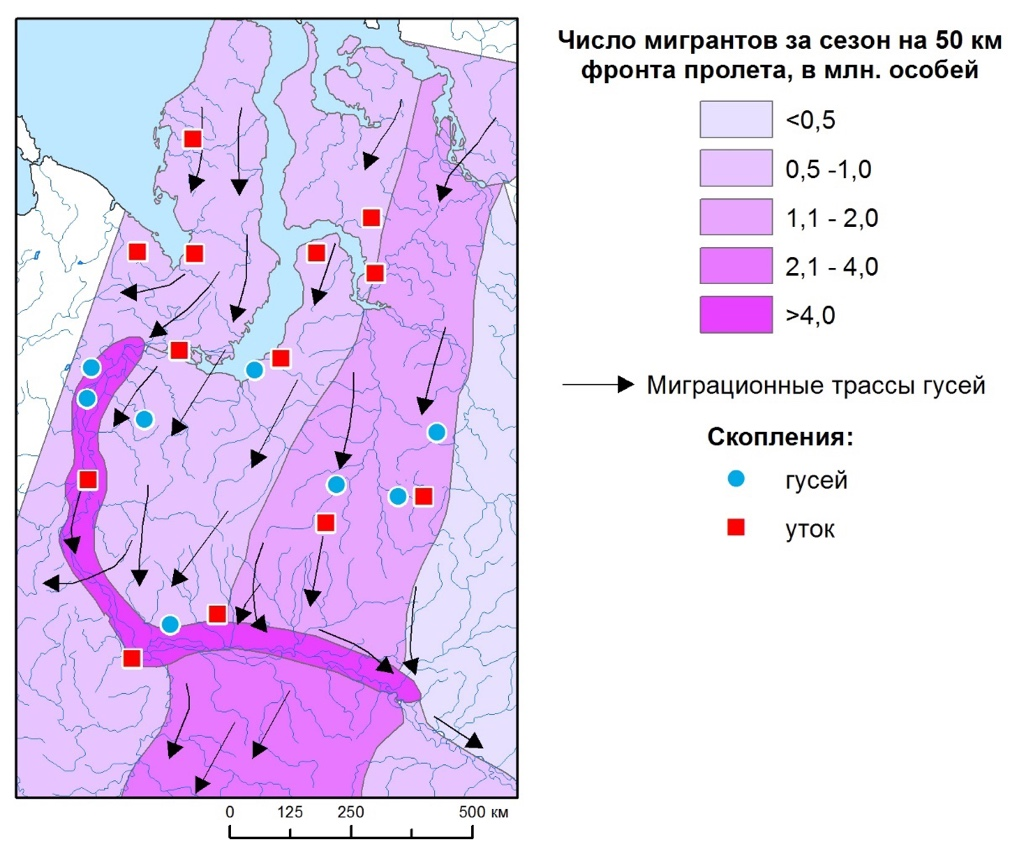 Число мигрантов за сезон на 50 км
фронта пролета, в млн. особей
<0,5
0,5 -1,0
1,1 - 2,0
2,1 - 4,0
>4,0
Миграционные трассы гусей
Скопления:
гусей
уток
0 125 250 500 км